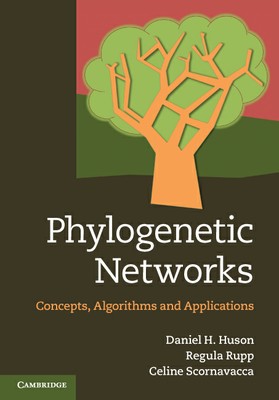 Phylogenetic
Networks
Concepts, Algorithms and Applications
Daniel H. Huson
Regula Rupp
Celine Scornavacca
CAMBRIDGE